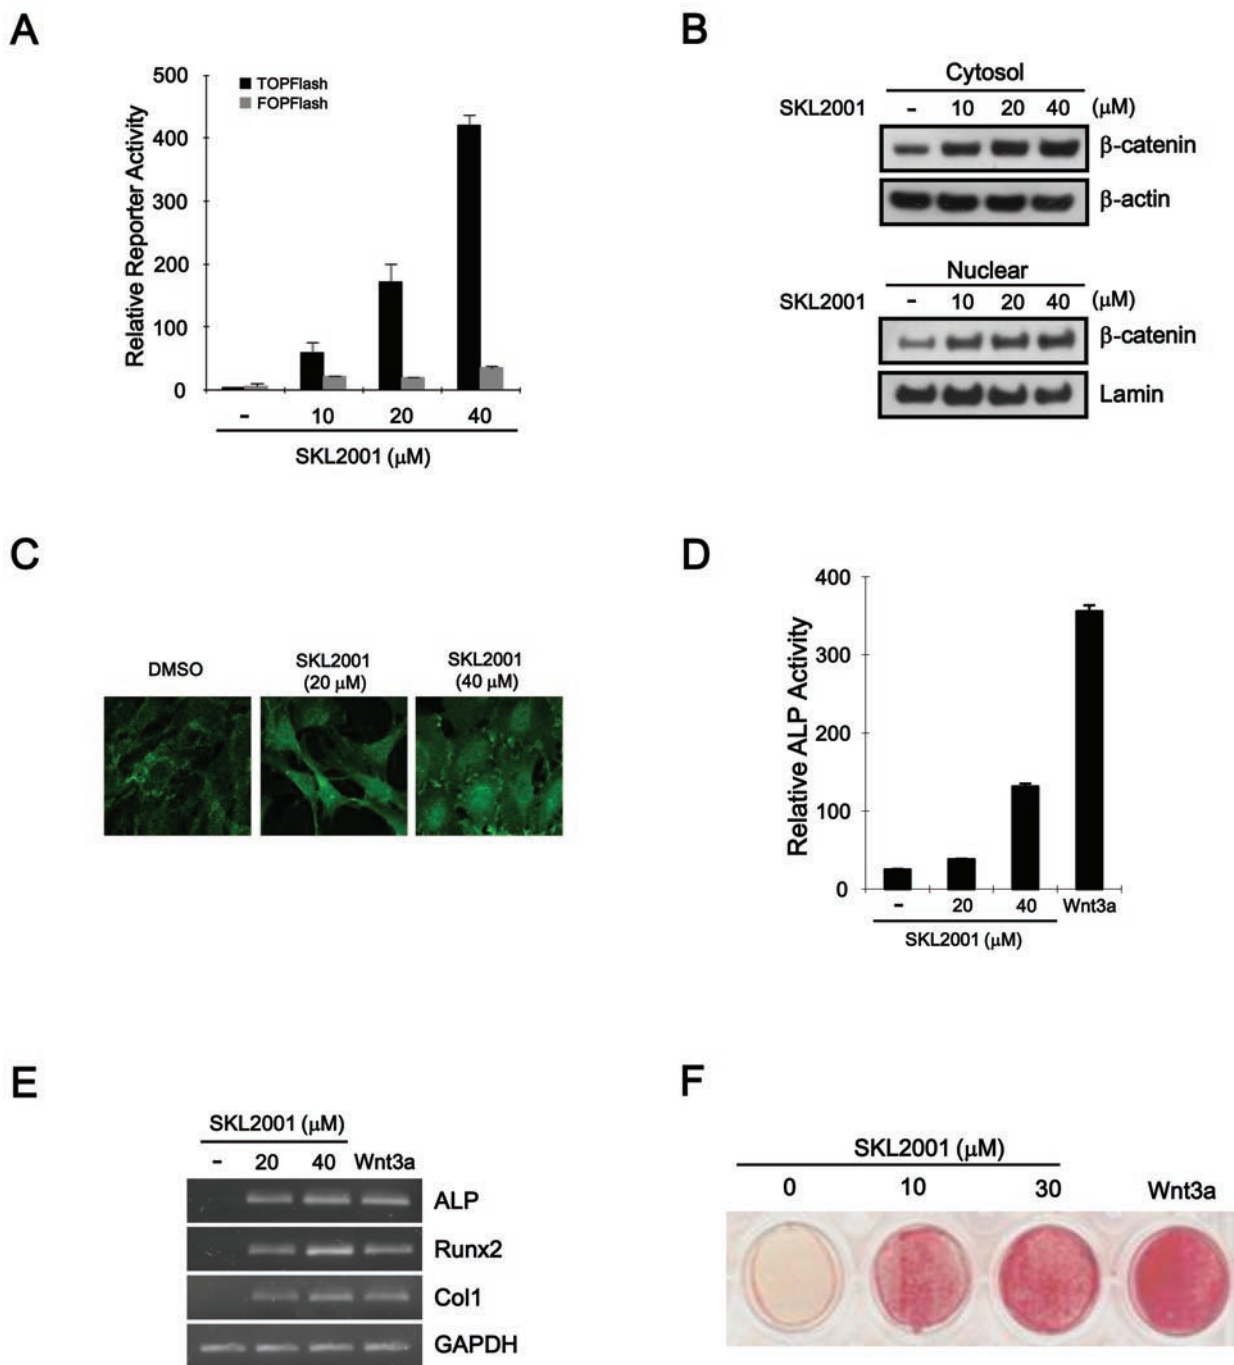 A
500
400
300
200
100
0
Relative Reporter Activity
TOPFlash
FOPFlash
- 10 20 40
SKL2001 (μM)
B
Cytosol
SKL2001 - 10 20 40 (μM)
β-catenin
β-actin
Nuclear
SKL2001 - 10 20 40 (μM)
β-catenin
Lamin
C
DMSO
SKL2001
(20 μM)
SKL2001
(40 μM)
D
400
300
200
100
0
Relative ALP Activity
- 20 40 Wnt3a
SKL2001 (μM)
E
SKL2001 (μM)
- 20 40 Wnt3a
ALP
Runx2
Col1
GAPDH
F
SKL2001 (μM)
0 10 30 Wnt3a